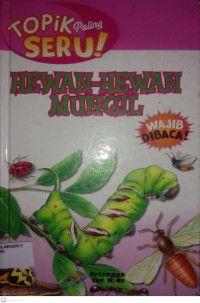 TOPIK Paling
SERU!
HEWAN-HEWAN
MUNGIL
WAJIB
DIBACA!
Erlangga
for Kids